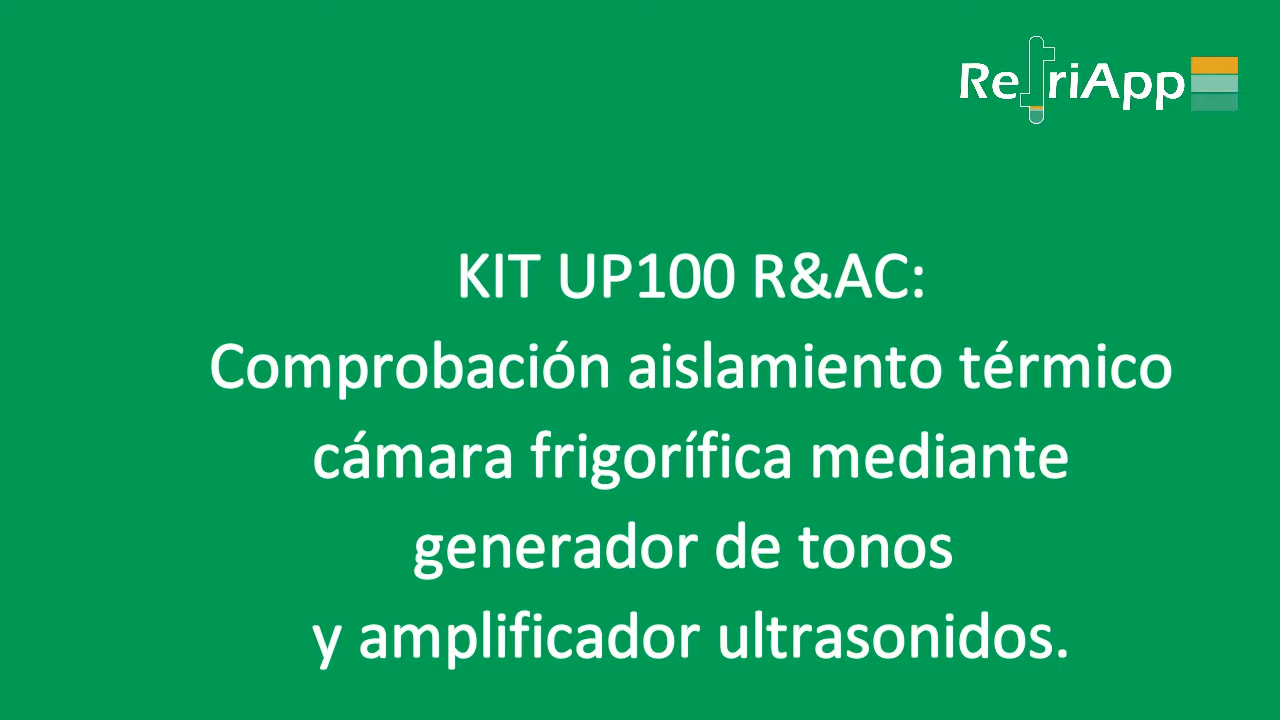 RefriApp
KIT UP100 R&AC:
Comprobación aislamiento térmico
cámara frigorífica mediante
generador de tonos
y amplificador ultrasonidos.